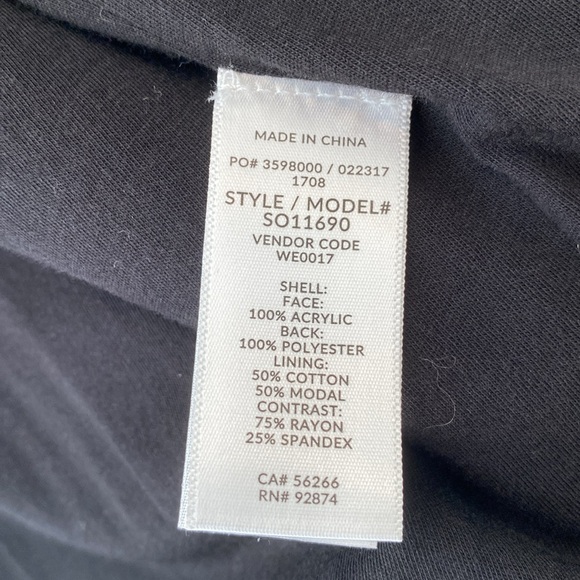 MADE IN CHINA
PO# 3598000 / 022317
1708
STYLE / MODEL#
SO11690
VENDOR CODE
WE0017
SHELL:
FACE:
100% ACRYLIC
BACK:
100% POLYESTER
LINING:
50% COTTON
50% MODAL
CONTRAST:
75% RAYON
25% SPANDEX
CA# 56266
RN# 92874